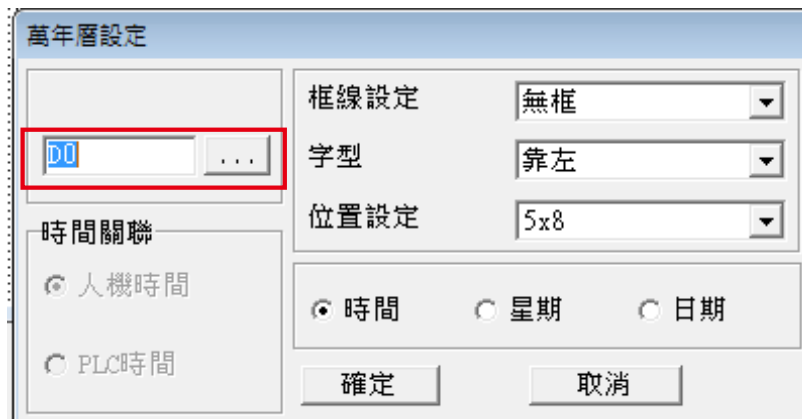 萬年曆設定
D0 ...
時間關聯
人機時間
PLC時間
框線設定 無框
字型 靠左
位置設定 5x8
時間 星期 日期
確定 取消